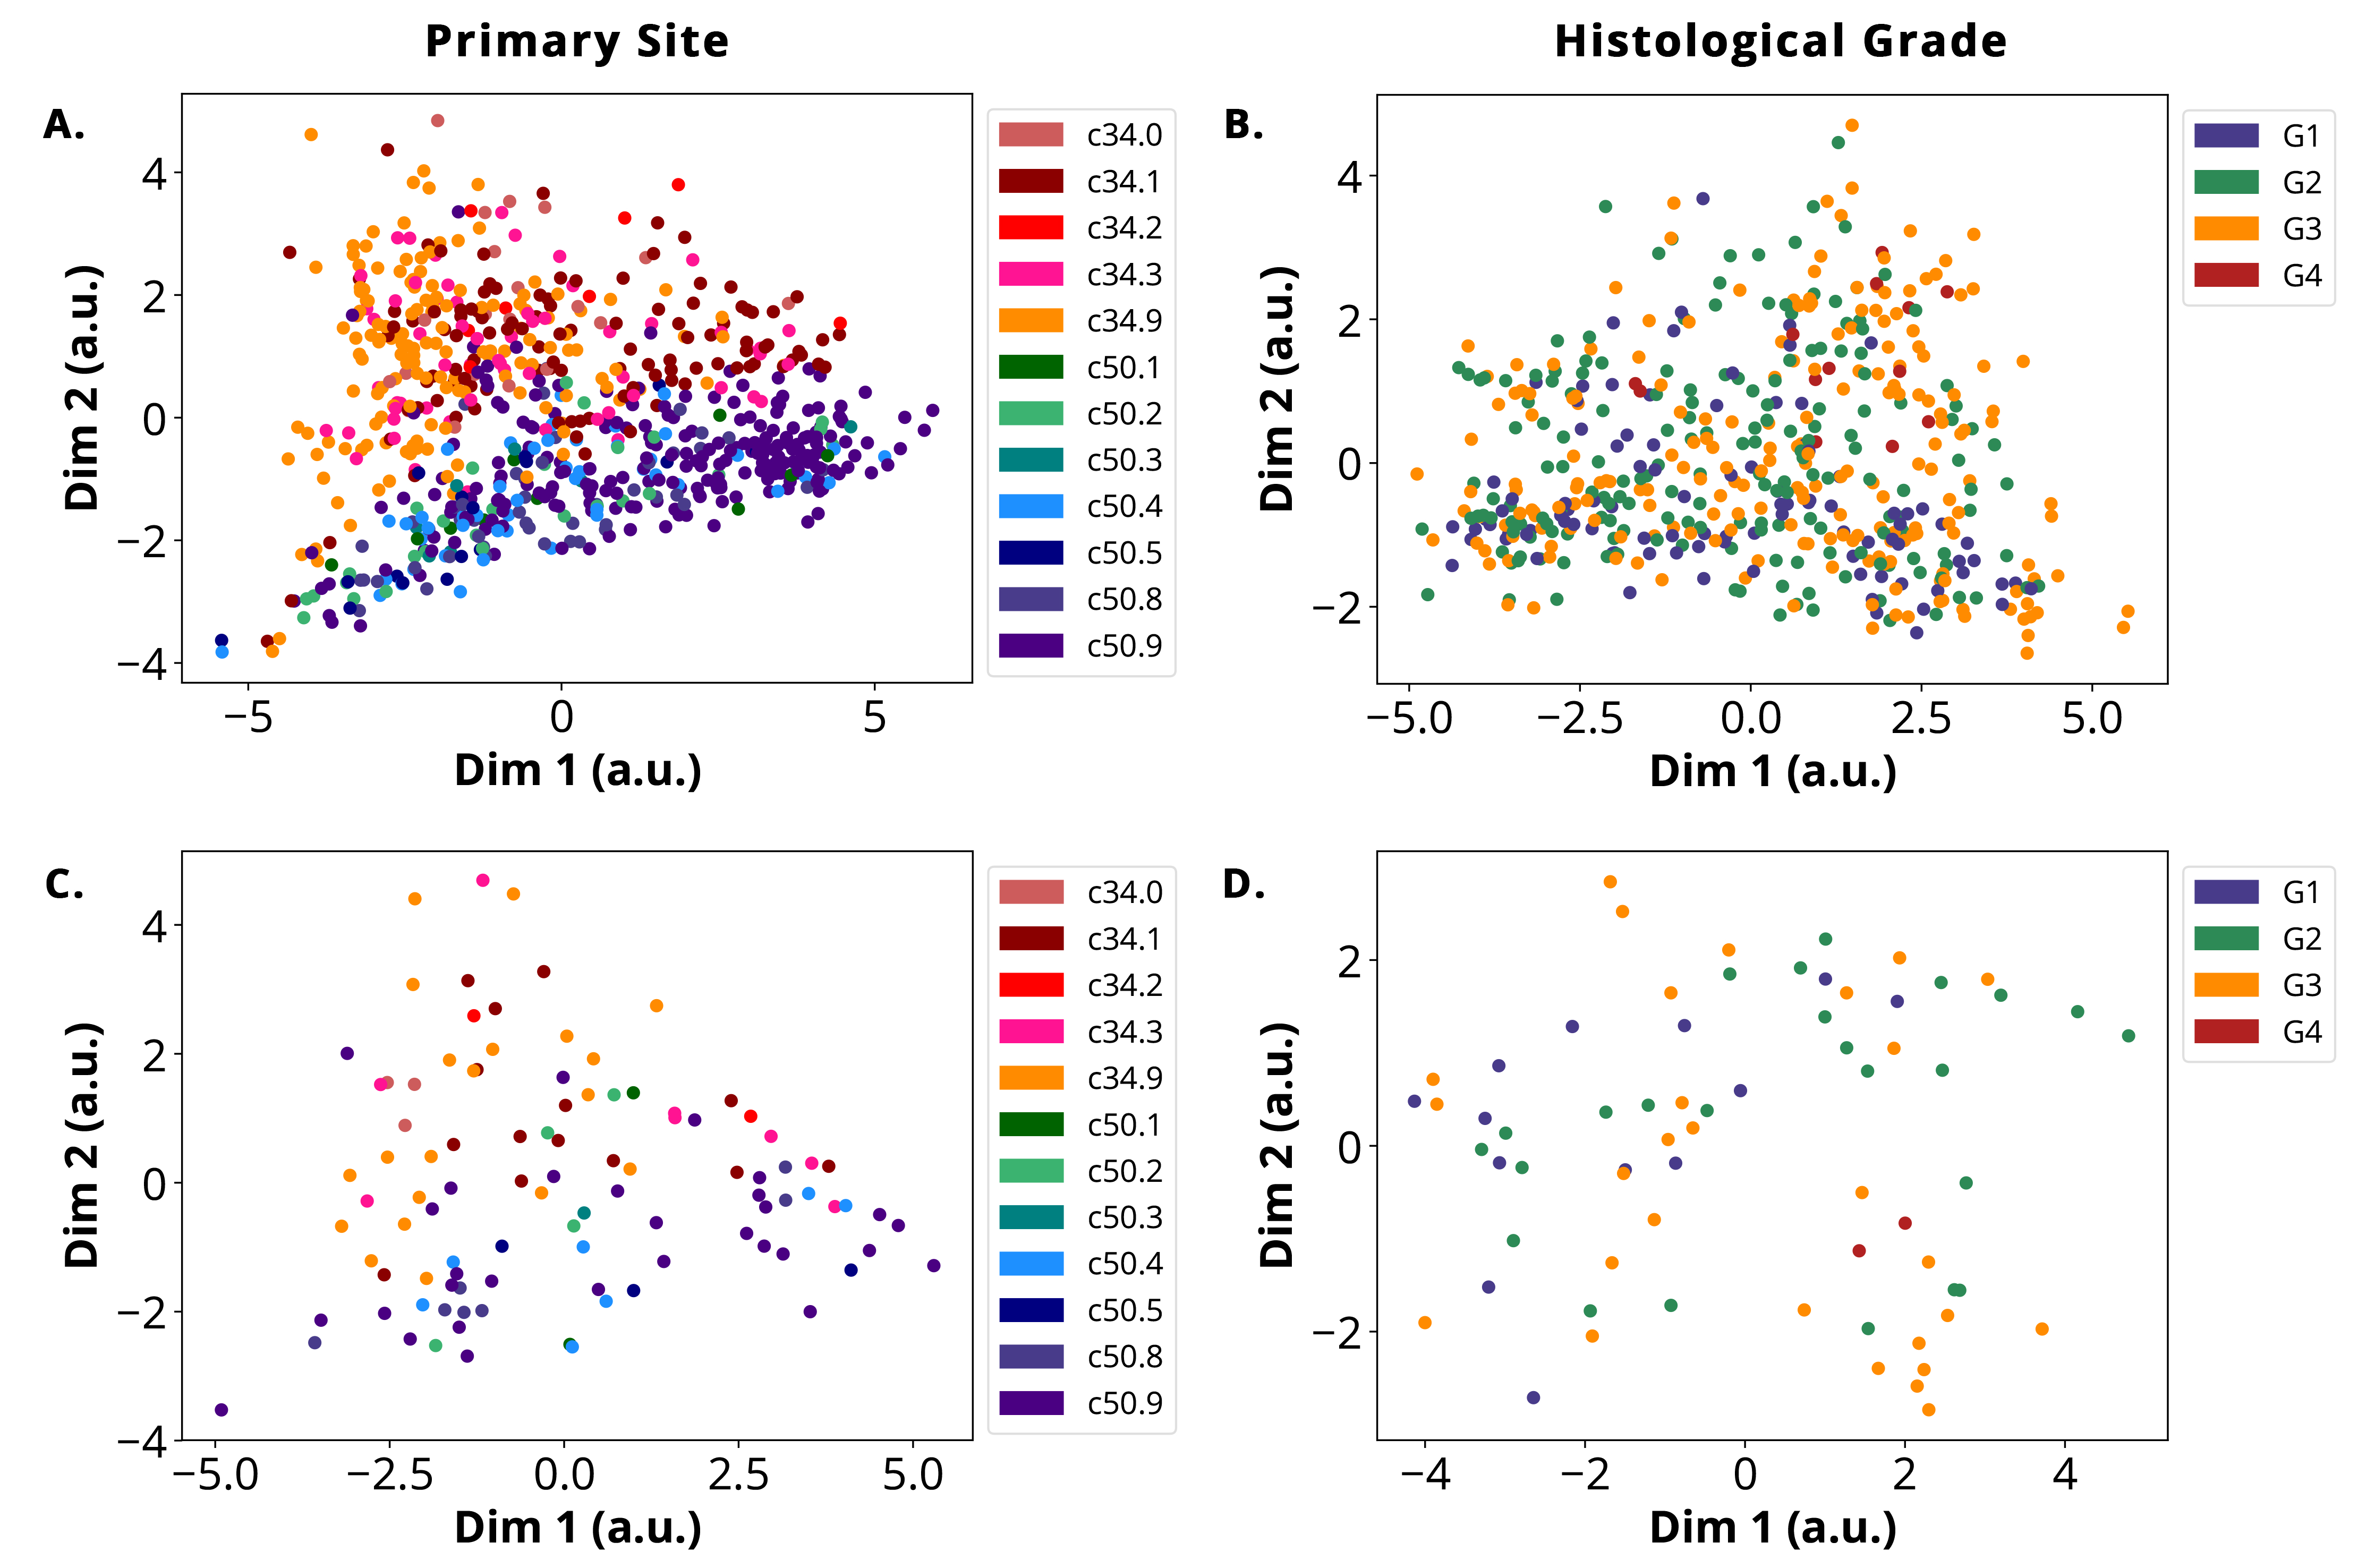 Primary Site
Histological Grade
A.
4
2
0
−2
−4
Dim 2 (a.u.)
−5
0
5
Dim 1 (a.u.)
c34.0
c34.1
c34.2
c34.3
c34.9
c50.1
c50.2
c50.3
c50.4
c50.5
c50.8
c50.9
B.
4
2
0
−2
Dim 2 (a.u.)
−5.0
−2.5
0.0
2.5
5.0
Dim 1 (a.u.)
G1
G2
G3
G4
C.
4
2
0
−2
−4
Dim 2 (a.u.)
−5.0
−2.5
0.0
2.5
5.0
Dim 1 (a.u.)
c34.0
c34.1
c34.2
c34.3
c34.9
c50.1
c50.2
c50.3
c50.4
c50.5
c50.8
c50.9
D.
2
0
−2
Dim 2 (a.u.)
−4
−2
0
2
4
Dim 1 (a.u.)
G1
G2
G3
G4